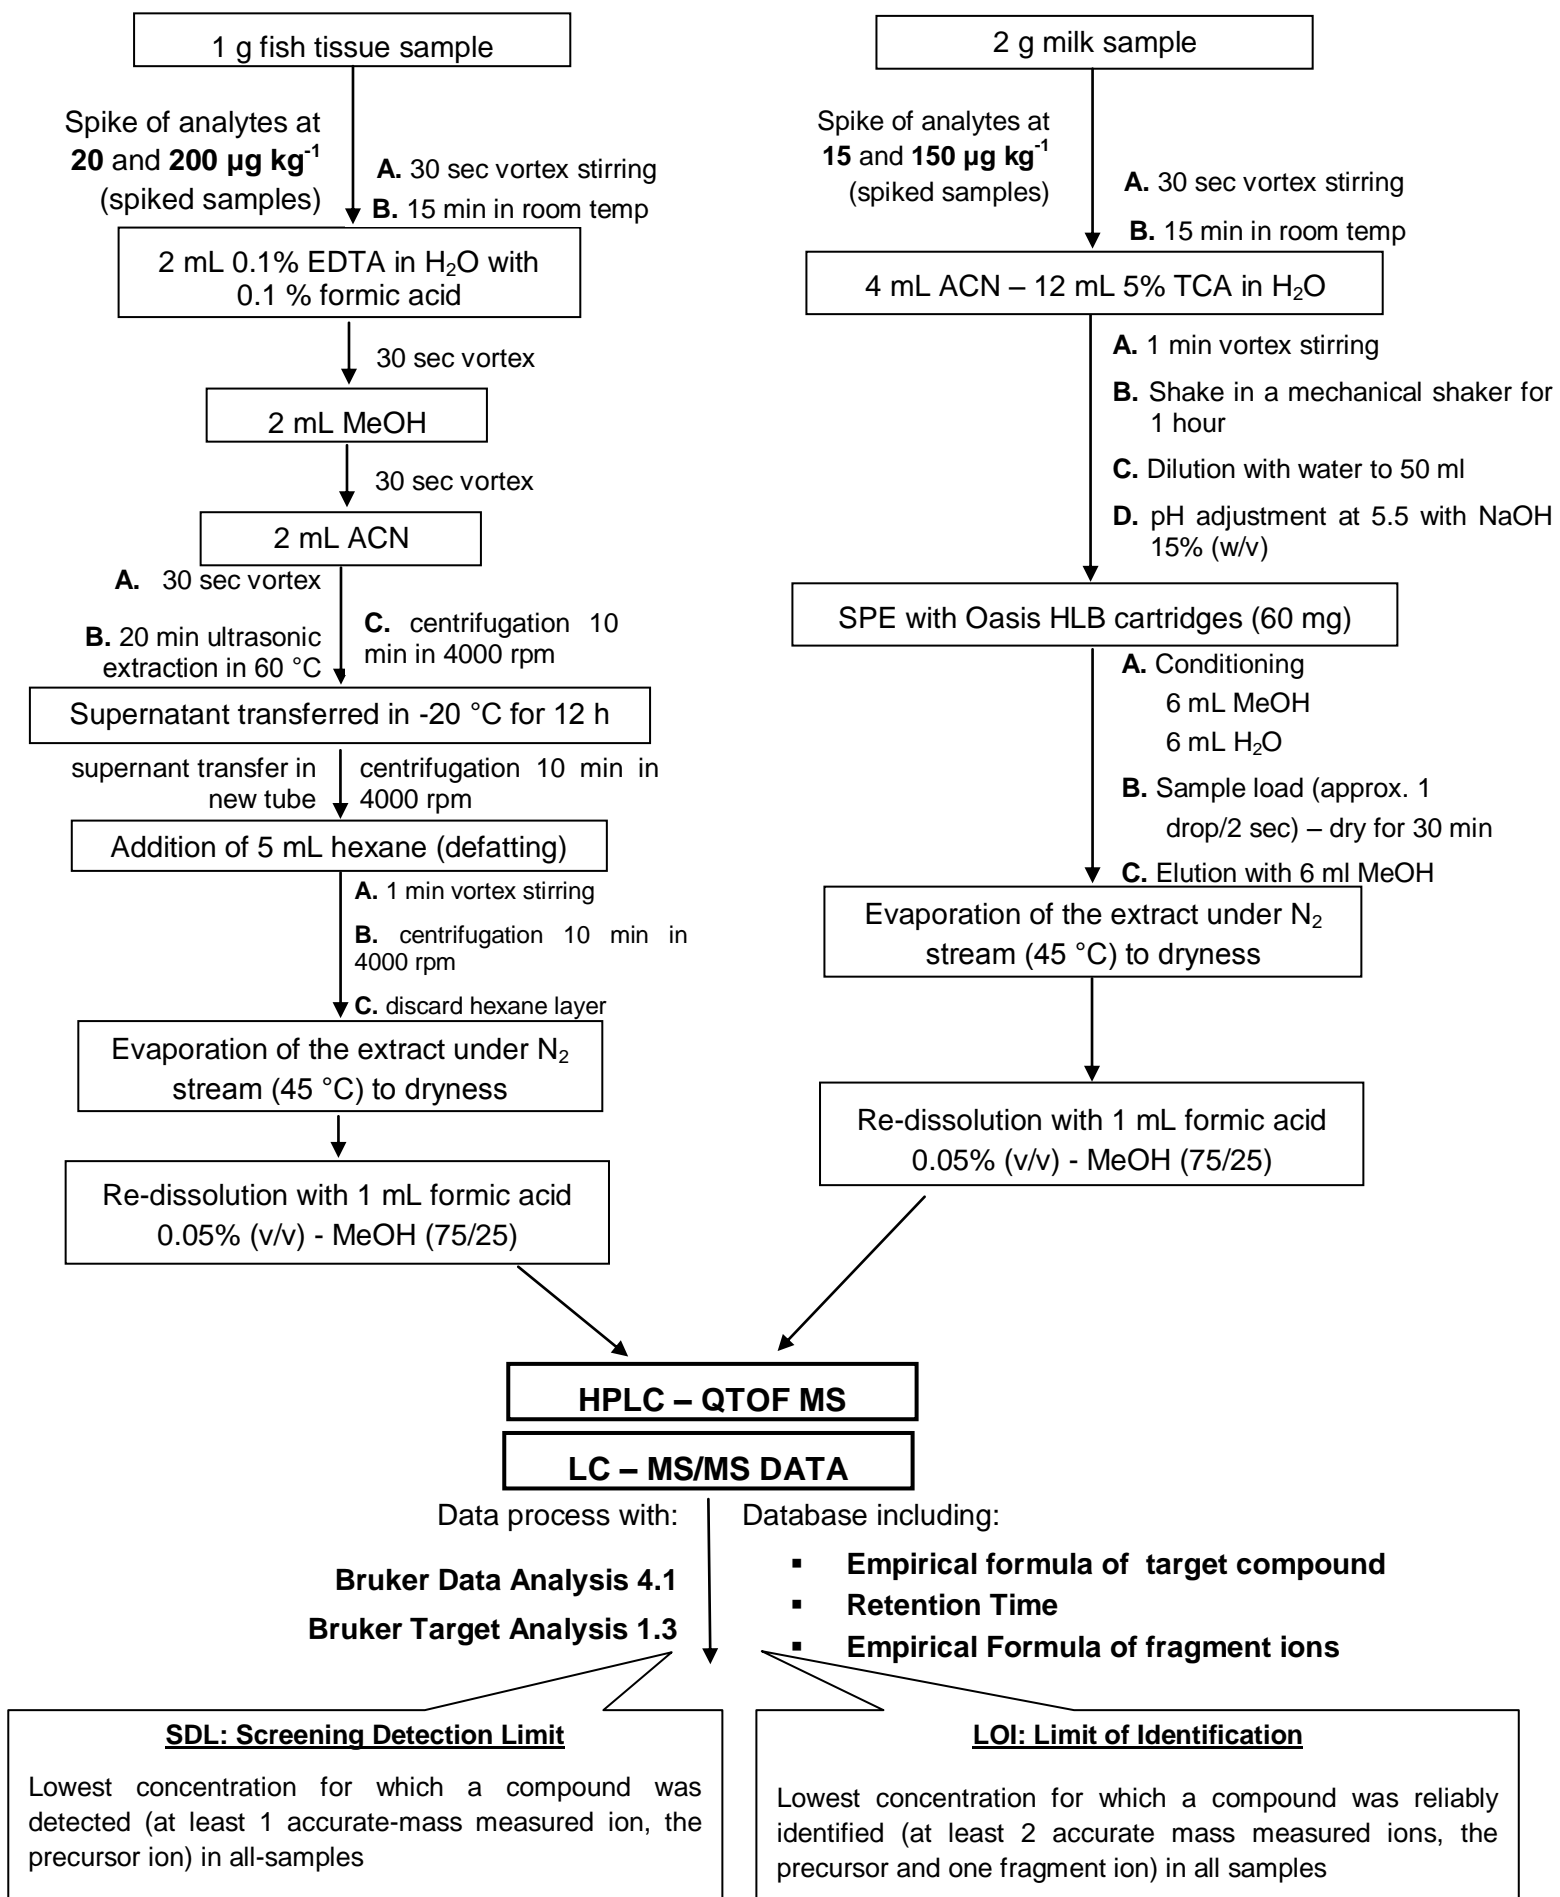 1 g fish tissue sample
Spike of analytes at
20 and 200 µg kg⁻¹
(spiked samples)
A. 30 sec vortex stirring
B. 15 min in room temp
2 mL 0.1% EDTA in H₂O with
0.1 % formic acid
30 sec vortex
2 mL MeOH
30 sec vortex
2 mL ACN
A. 30 sec vortex
B. 20 min ultrasonic
extraction in 60 °C
C. centrifugation 10
min in 4000 rpm
Supernatant transferred in -20 °C for 12 h
supernant transfer in
new tube
centrifugation 10 min in
4000 rpm
Addition of 5 mL hexane (defatting)
A. 1 min vortex stirring
B. centrifugation 10 min in
4000 rpm
C. discard hexane layer
Evaporation of the extract under N₂
stream (45 °C) to dryness
Re-dissolution with 1 mL formic acid
0.05% (v/v) - MeOH (75/25)
2 g milk sample
Spike of analytes at
15 and 150 µg kg⁻¹
(spiked samples)
A. 30 sec vortex stirring
B. 15 min in room temp
4 mL ACN – 12 mL 5% TCA in H₂O
A. 1 min vortex stirring
B. Shake in a mechanical shaker for
1 hour
C. Dilution with water to 50 ml
D. pH adjustment at 5.5 with NaOH
15% (w/v)
SPE with Oasis HLB cartridges (60 mg)
A. Conditioning
6 mL MeOH
6 mL H₂O
B. Sample load (approx. 1
drop/2 sec) – dry for 30 min
C. Elution with 6 ml MeOH
Evaporation of the extract under N₂
stream (45 °C) to dryness
Re-dissolution with 1 mL formic acid
0.05% (v/v) - MeOH (75/25)
HPLC – QTOF MS
LC – MS/MS DATA
Data process with:
Bruker Data Analysis 4.1
Bruker Target Analysis 1.3
Database including:
▪ Empirical formula of target compound
▪ Retention Time
▪ Empirical Formula of fragment ions
SDL: Screening Detection Limit
Lowest concentration for which a compound was
detected (at least 1 accurate-mass measured ion, the
precursor ion) in all-samples
LOI: Limit of Identification
Lowest concentration for which a compound was reliably
identified (at least 2 accurate mass measured ions, the
precursor and one fragment ion) in all samples